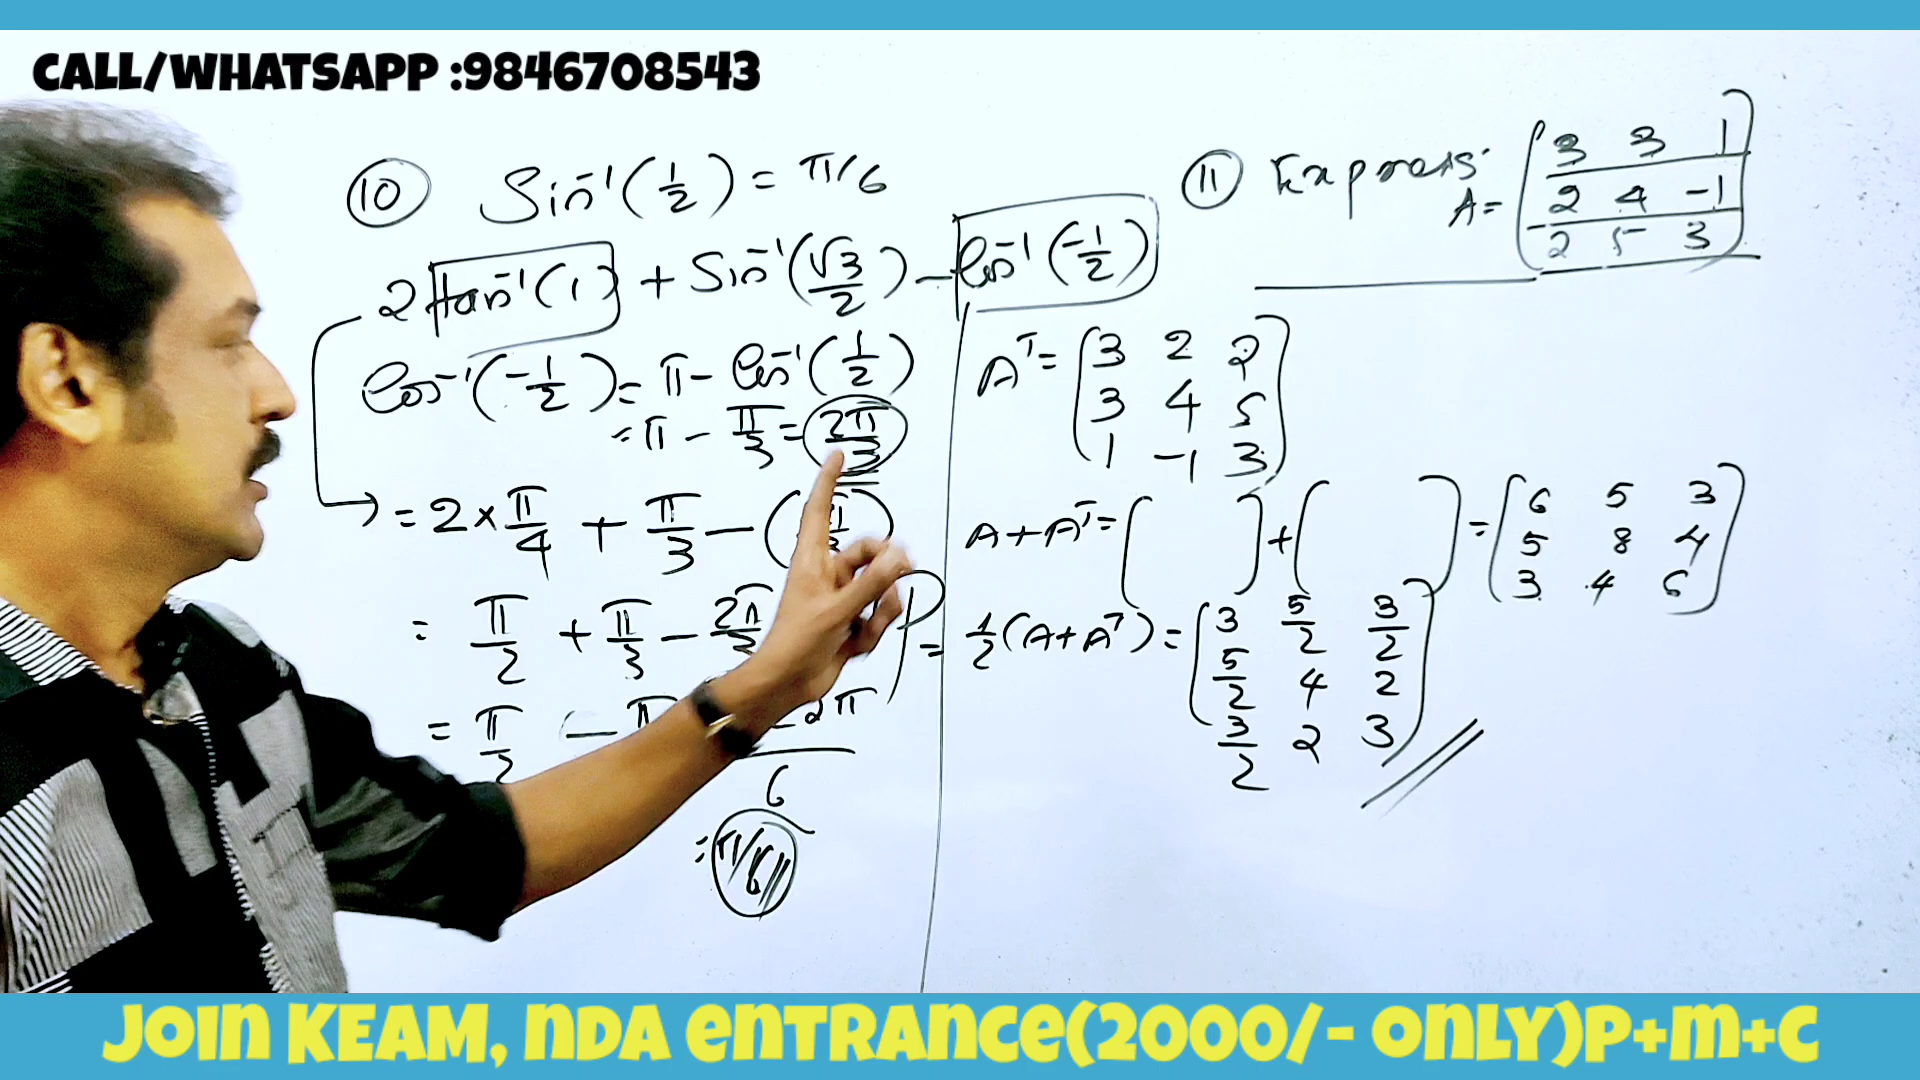 CALL/WHATSAPP :9846708543
⑩ Sin⁻¹(1/2) = π/6
2 tan⁻¹(1) + Sin⁻¹(√3/2) − Cos⁻¹(-1/2)
Cos⁻¹(-1/2) = π − Cos⁻¹(1/2)
= π − π/3 = 2π/3
= 2 × π/4 + π/3 − (
= π/2 + π/3 − 2π/3
= π/2 −
− 2π
6
= π/6
⑪ Express A = [3 3 1
2 4 -1
-2 5 3]
Aᵀ = [3 2 2
3 4 5
1 -1 3]
A + Aᵀ = [ ] + [ ] = [6 5 3
5 8 4
3 4 6]
P = 1/2 (A + Aᵀ) = [3 5/2 3/2
5/2 4 2
3/2 2 3]
JOIN KEAM, NDA ENTRANCE(2000/- ONLY)P+M+C